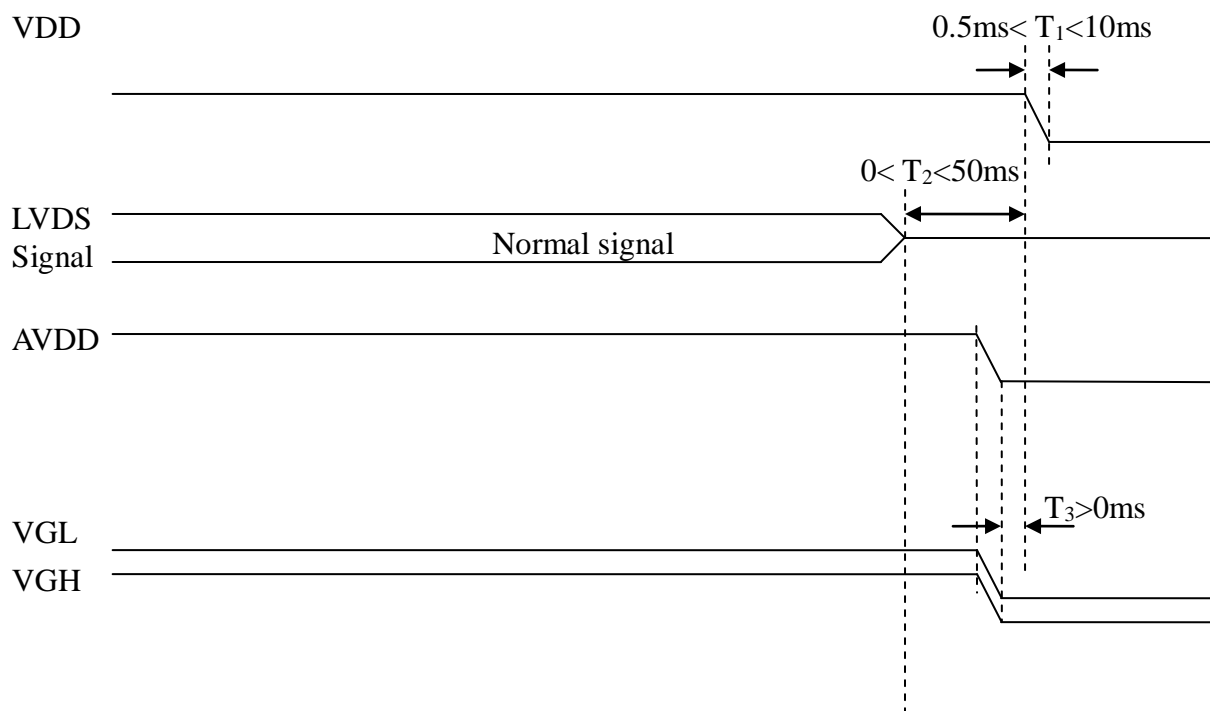 VDD
0.5ms< T₁<10ms
0< T₂<50ms
LVDS
Signal
Normal signal
AVDD
T₃>0ms
VGL
VGH